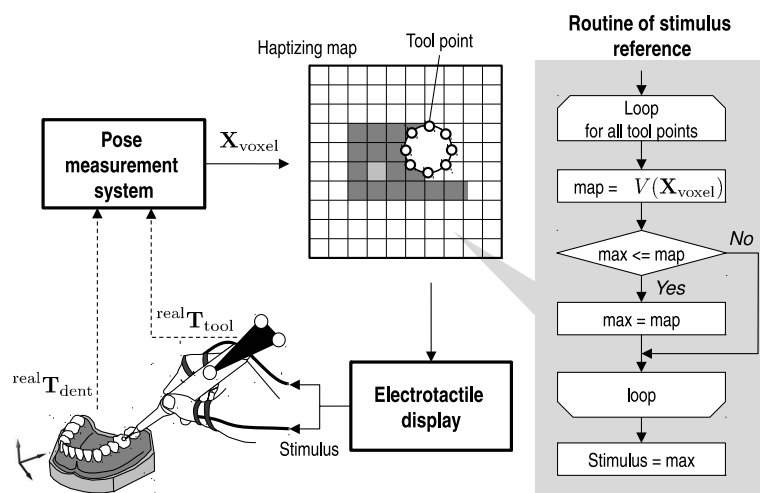 Haptizing map
Tool point
Pose
measurement
system
X_voxel
real T_tool
real T_dent
Stimulus
Electrotactile
display
Routine of stimulus
reference
Loop
for all tool points
map = V(X_voxel)
max <= map
No
Yes
max = map
loop
Stimulus = max